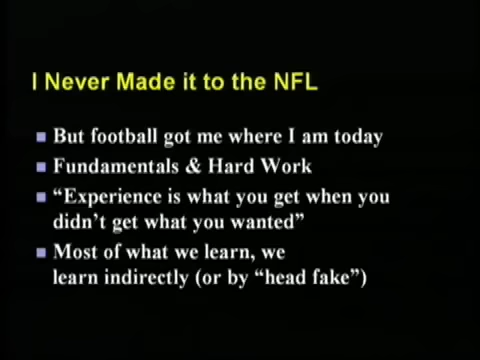 I Never Made it to the NFL
But football got me where I am today
Fundamentals & Hard Work
“Experience is what you get when you
didn’t get what you wanted”
Most of what we learn, we
learn indirectly (or by “head fake”)